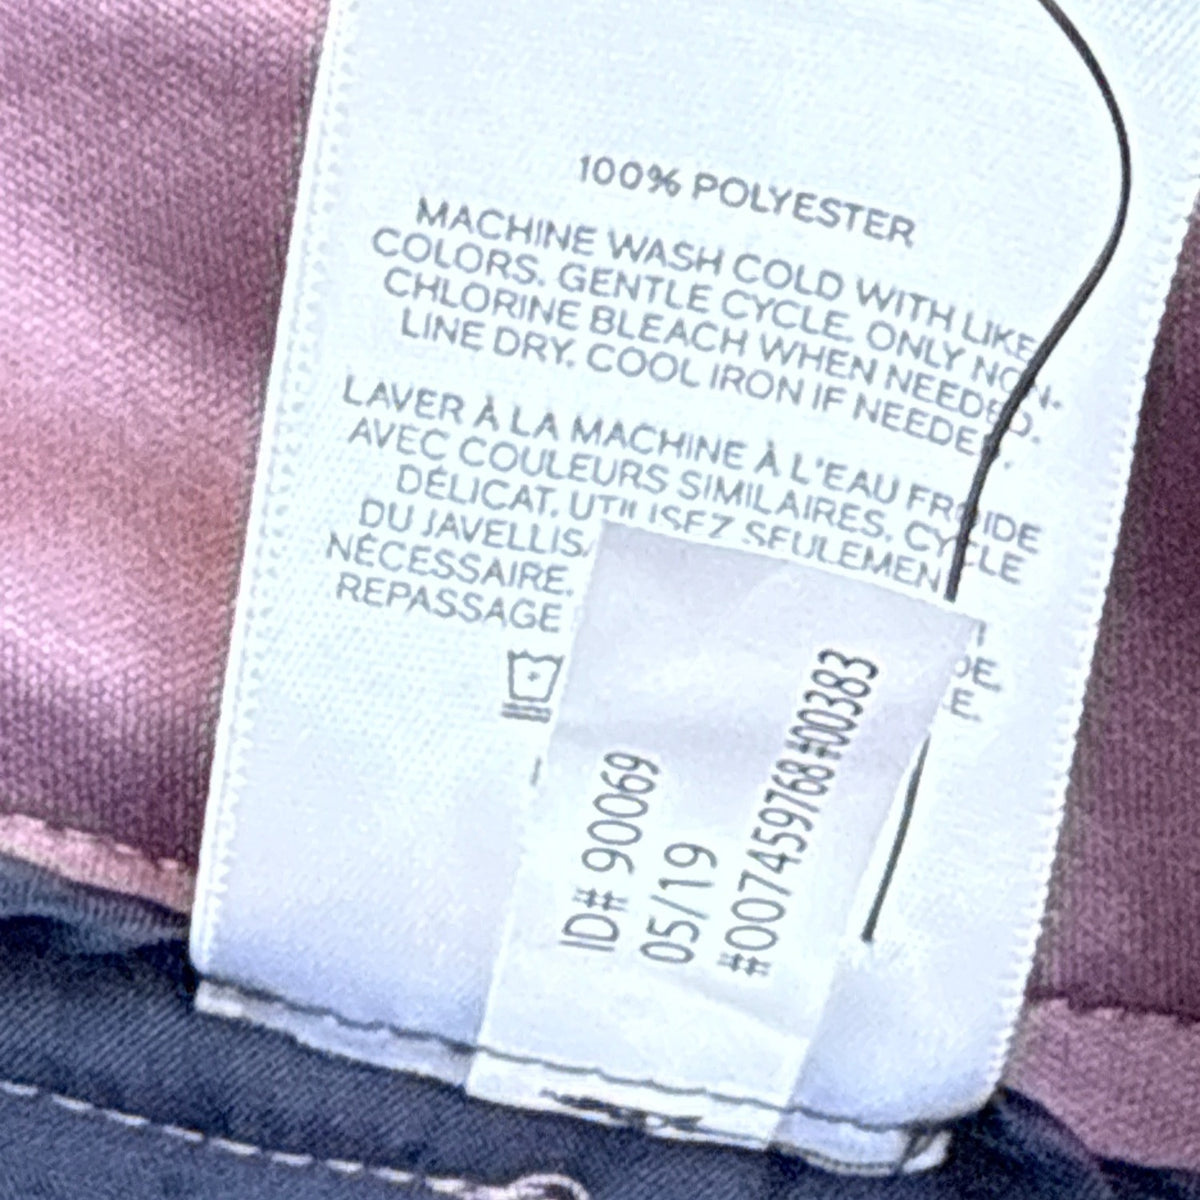 100% POLYESTER
MACHINE WASH COLD WITH LIKE
COLORS. GENTLE CYCLE. ONLY NON-
CHLORINE BLEACH WHEN NEEDED.
LINE DRY. COOL IRON IF NEEDED.
LAVER À LA MACHINE À L'EAU FROIDE
AVEC COULEURS SIMILAIRES. CYCLE
DÉLICAT. UTILISEZ SEULEMENT
DU JAVELLIS
NÉCESSAIRE.
REPASSAGE
ID# 90069
05/19
#007459768#00383